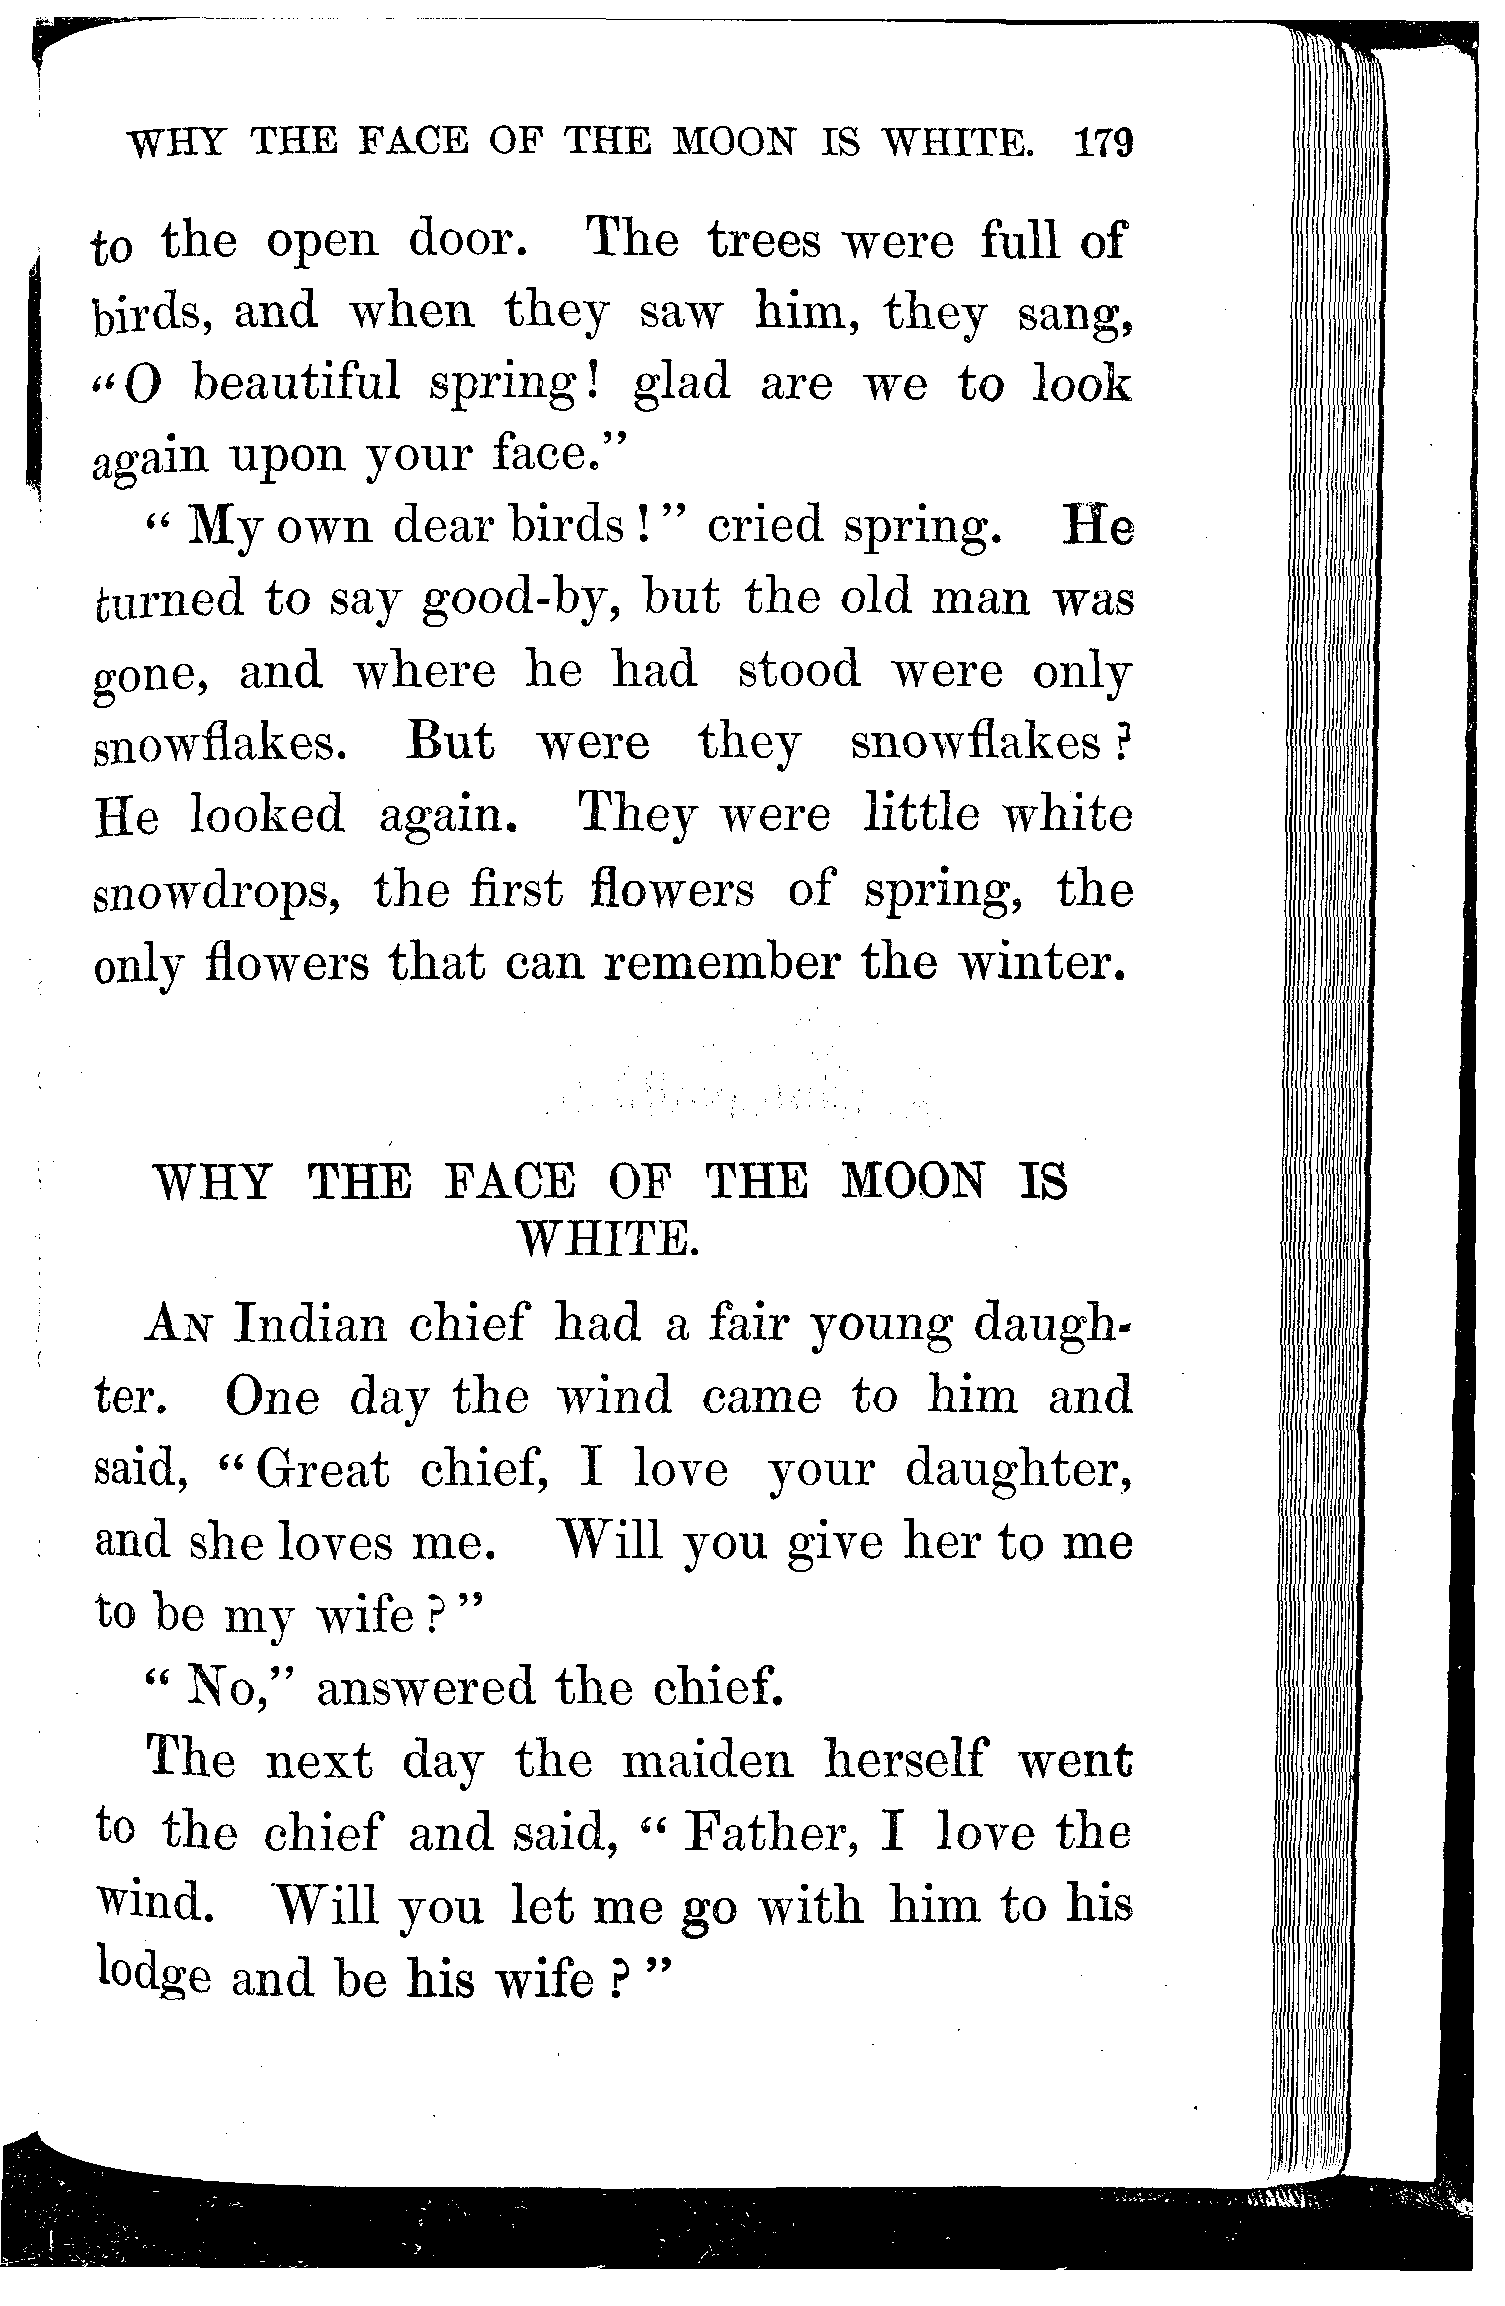 WHY THE FACE OF THE MOON IS WHITE. 179
to the open door. The trees were full of
birds, and when they saw him, they sang,
“O beautiful spring! glad are we to look
again upon your face.”
“ My own dear birds ! ” cried spring. He
turned to say good-by, but the old man was
gone, and where he had stood were only
snowflakes. But were they snowflakes ?
He looked again. They were little white
snowdrops, the first flowers of spring, the
only flowers that can remember the winter.
WHY THE FACE OF THE MOON IS
WHITE.
AN Indian chief had a fair young daugh-
ter. One day the wind came to him and
said, “ Great chief, I love your daughter,
and she loves me. Will you give her to me
to be my wife ? ”
“ No,” answered the chief.
The next day the maiden herself went
to the chief and said, “ Father, I love the
wind. Will you let me go with him to his
lodge and be his wife ? ”